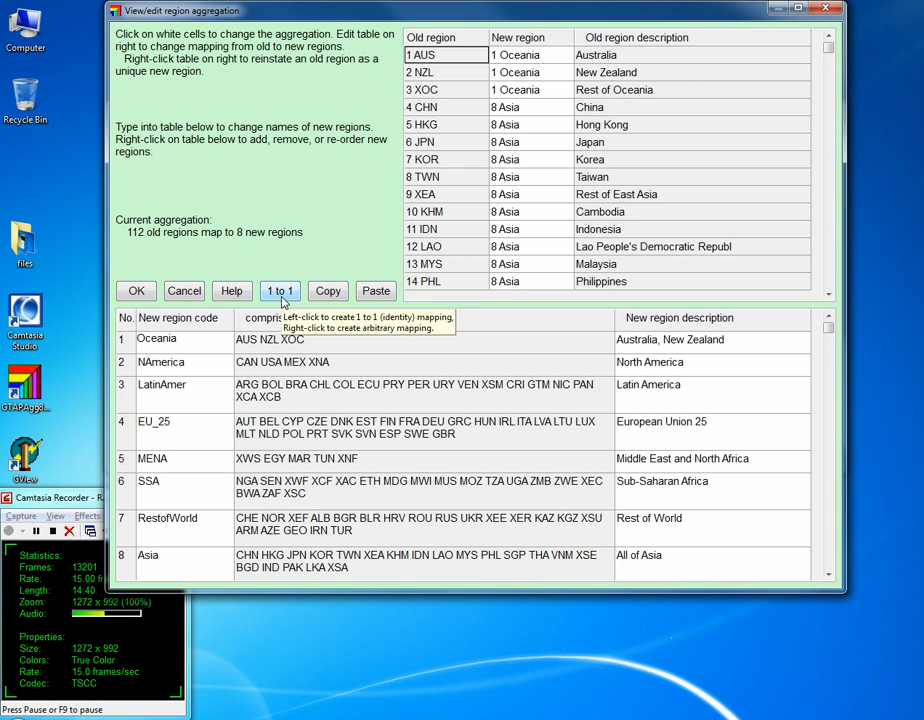 Computer
Recycle Bin
files
Camtasia
Studio
GTAPAgg8...
GView
View/edit region aggregation
Click on white cells to change the aggregation. Edit table on
right to change mapping from old to new regions.
Right-click table on right to reinstate an old region as a
unique new region.
Type into table below to change names of new regions.
Right-click on table below to add, remove, or re-order new
regions.
Current aggregation:
112 old regions map to 8 new regions
OK Cancel Help 1 to 1 Copy Paste
Left-click to create 1 to 1 (identity) mapping,
Right-click to create arbitrary mapping.
Old region New region Old region description
1 AUS 1 Oceania Australia
2 NZL 1 Oceania New Zealand
3 XOC 1 Oceania Rest of Oceania
4 CHN 8 Asia China
5 HKG 8 Asia Hong Kong
6 JPN 8 Asia Japan
7 KOR 8 Asia Korea
8 TWN 8 Asia Taiwan
9 XEA 8 Asia Rest of East Asia
10 KHM 8 Asia Cambodia
11 IDN 8 Asia Indonesia
12 LAO 8 Asia Lao People's Democratic Republ
13 MYS 8 Asia Malaysia
14 PHL 8 Asia Philippines
No. New region code compris New region description
1 Oceania AUS NZL XOC Australia, New Zealand
2 NAmerica CAN USA MEX XNA North America
3 LatinAmer ARG BOL BRA CHL COL ECU PRY PER URY VEN XSM CRI GTM NIC PAN Latin America
XCA XCB
4 EU_25 AUT BEL CYP CZE DNK EST FIN FRA DEU GRC HUN IRL ITA LVA LTU LUX European Union 25
MLT NLD POL PRT SVK SVN ESP SWE GBR
5 MENA XWS EGY MAR TUN XNF Middle East and North Africa
6 SSA NGA SEN XWF XCF XAC ETH MDG MWI MUS MOZ TZA UGA ZMB ZWE XEC Sub-Saharan Africa
BWA ZAF XSC
7 RestofWorld CHE NOR XEF ALB BGR BLR HRV ROU RUS UKR XEE XER KAZ KGZ XSU Rest of World
ARM AZE GEO IRN TUR
8 Asia CHN HKG JPN KOR TWN XEA KHM IDN LAO MYS PHL SGP THA VNM XSE All of Asia
BGD IND PAK LKA XSA
Camtasia Recorder - R
Capture View Effects
Statistics:
Frames: 13201
Rate: 15.00 fr
Length: 14:40
Zoom: 1272 x 992 (100%)
Audio:
Properties:
Size: 1272 x 992
Colors: True Color
Rate: 15.0 frames/sec
Codec: TSCC
Press Pause or F9 to pause